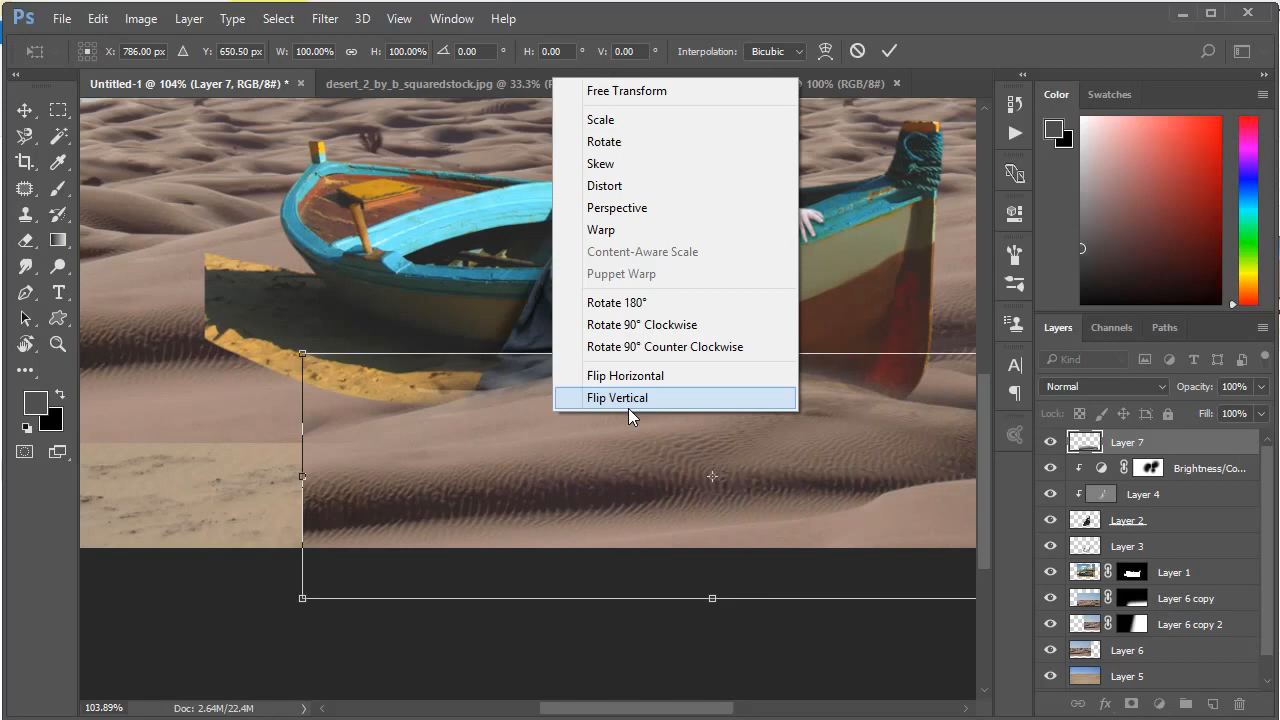 Ps File Edit Image Layer Type Select Filter 3D View Window Help
X: 786.00 px Y: 650.50 px W: 100.00% H: 100.00% 0.00 ° H: 0.00 ° V: 0.00 ° Interpolation: Bicubic
Untitled-1 @ 104% (Layer 7, RGB/8#) * × desert_2_by_b_squaredstock.jpg @ 33.3% @ 100% (RGB/8#) ×
Free Transform
Scale
Rotate
Skew
Distort
Perspective
Warp
Content-Aware Scale
Puppet Warp
Rotate 180°
Rotate 90° Clockwise
Rotate 90° Counter Clockwise
Flip Horizontal
Flip Vertical
Color Swatches
Layers Channels Paths
Kind
Normal Opacity: 100%
Lock: Fill: 100%
Layer 7
Brightness/Co...
Layer 4
Layer 2
Layer 3
Layer 1
Layer 6 copy
Layer 6 copy 2
Layer 6
Layer 5
fx
103.89% Doc: 2.64M/22.4M